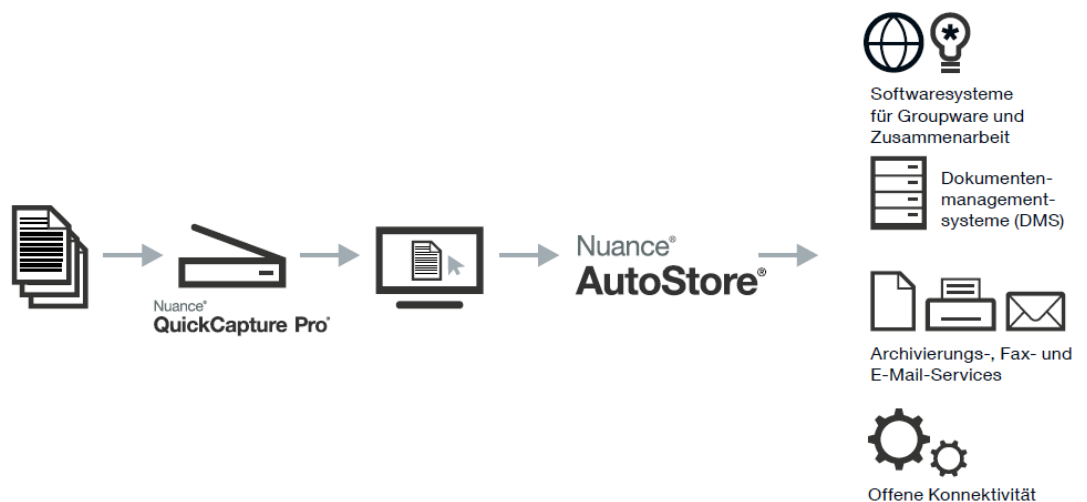 Nuance®
QuickCapture Pro®
Nuance®
AutoStore®
Softwaresysteme
für Groupware und
Zusammenarbeit
Dokumenten-
management-
systeme (DMS)
Archivierungs-, Fax- und
E-Mail-Services
Offene Konnektivität